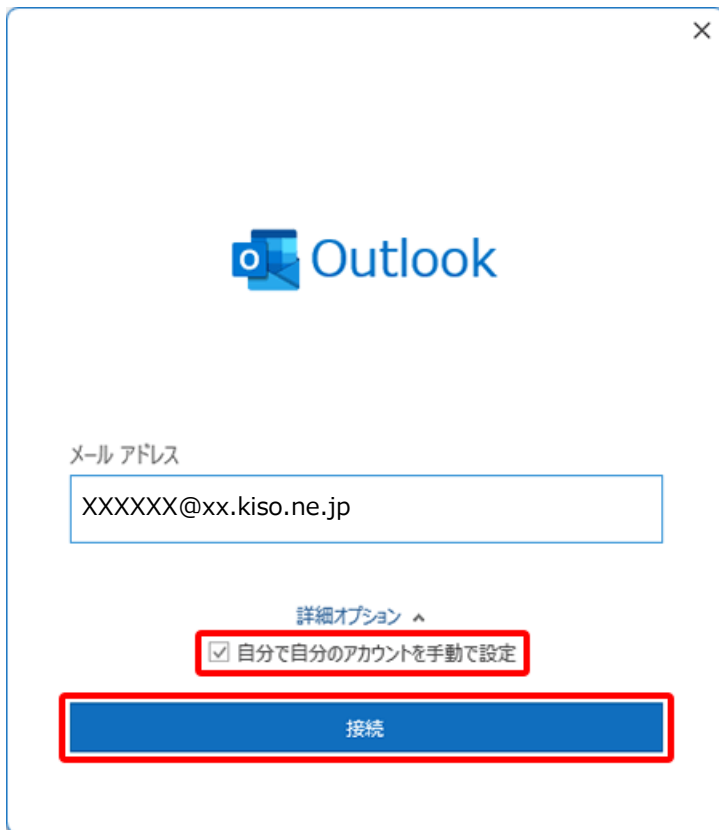 Outlook
メール アドレス
XXXXXX@xx.kiso.ne.jp
詳細オプション
自分で自分のアカウントを手動で設定
接続